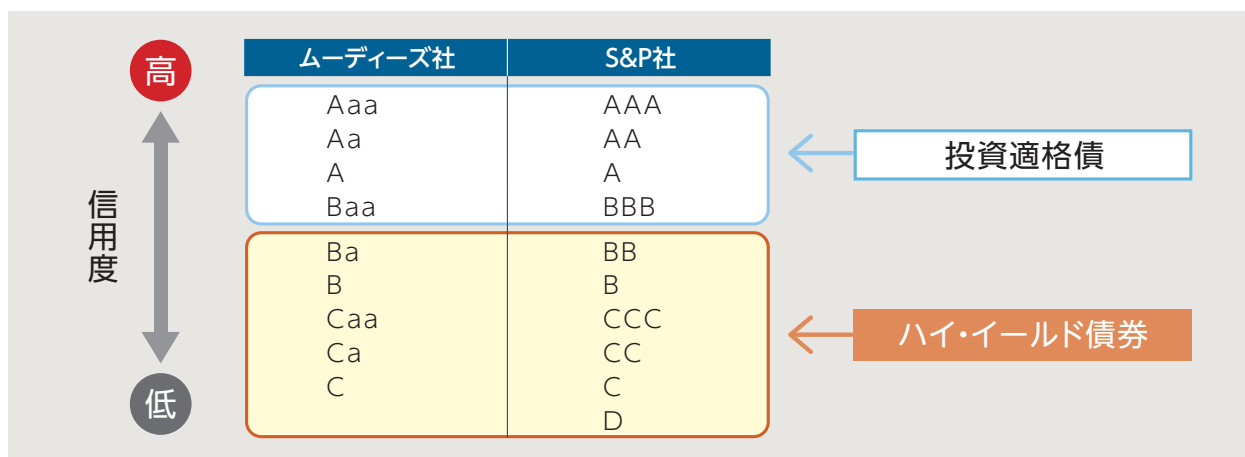 高
信用度
低
ムーディーズ社 S&P社
Aaa AAA
Aa AA
A A
Baa BBB
投資適格債
Ba BB
B B
Caa CCC
Ca CC
C C
D
ハイ・イールド債券